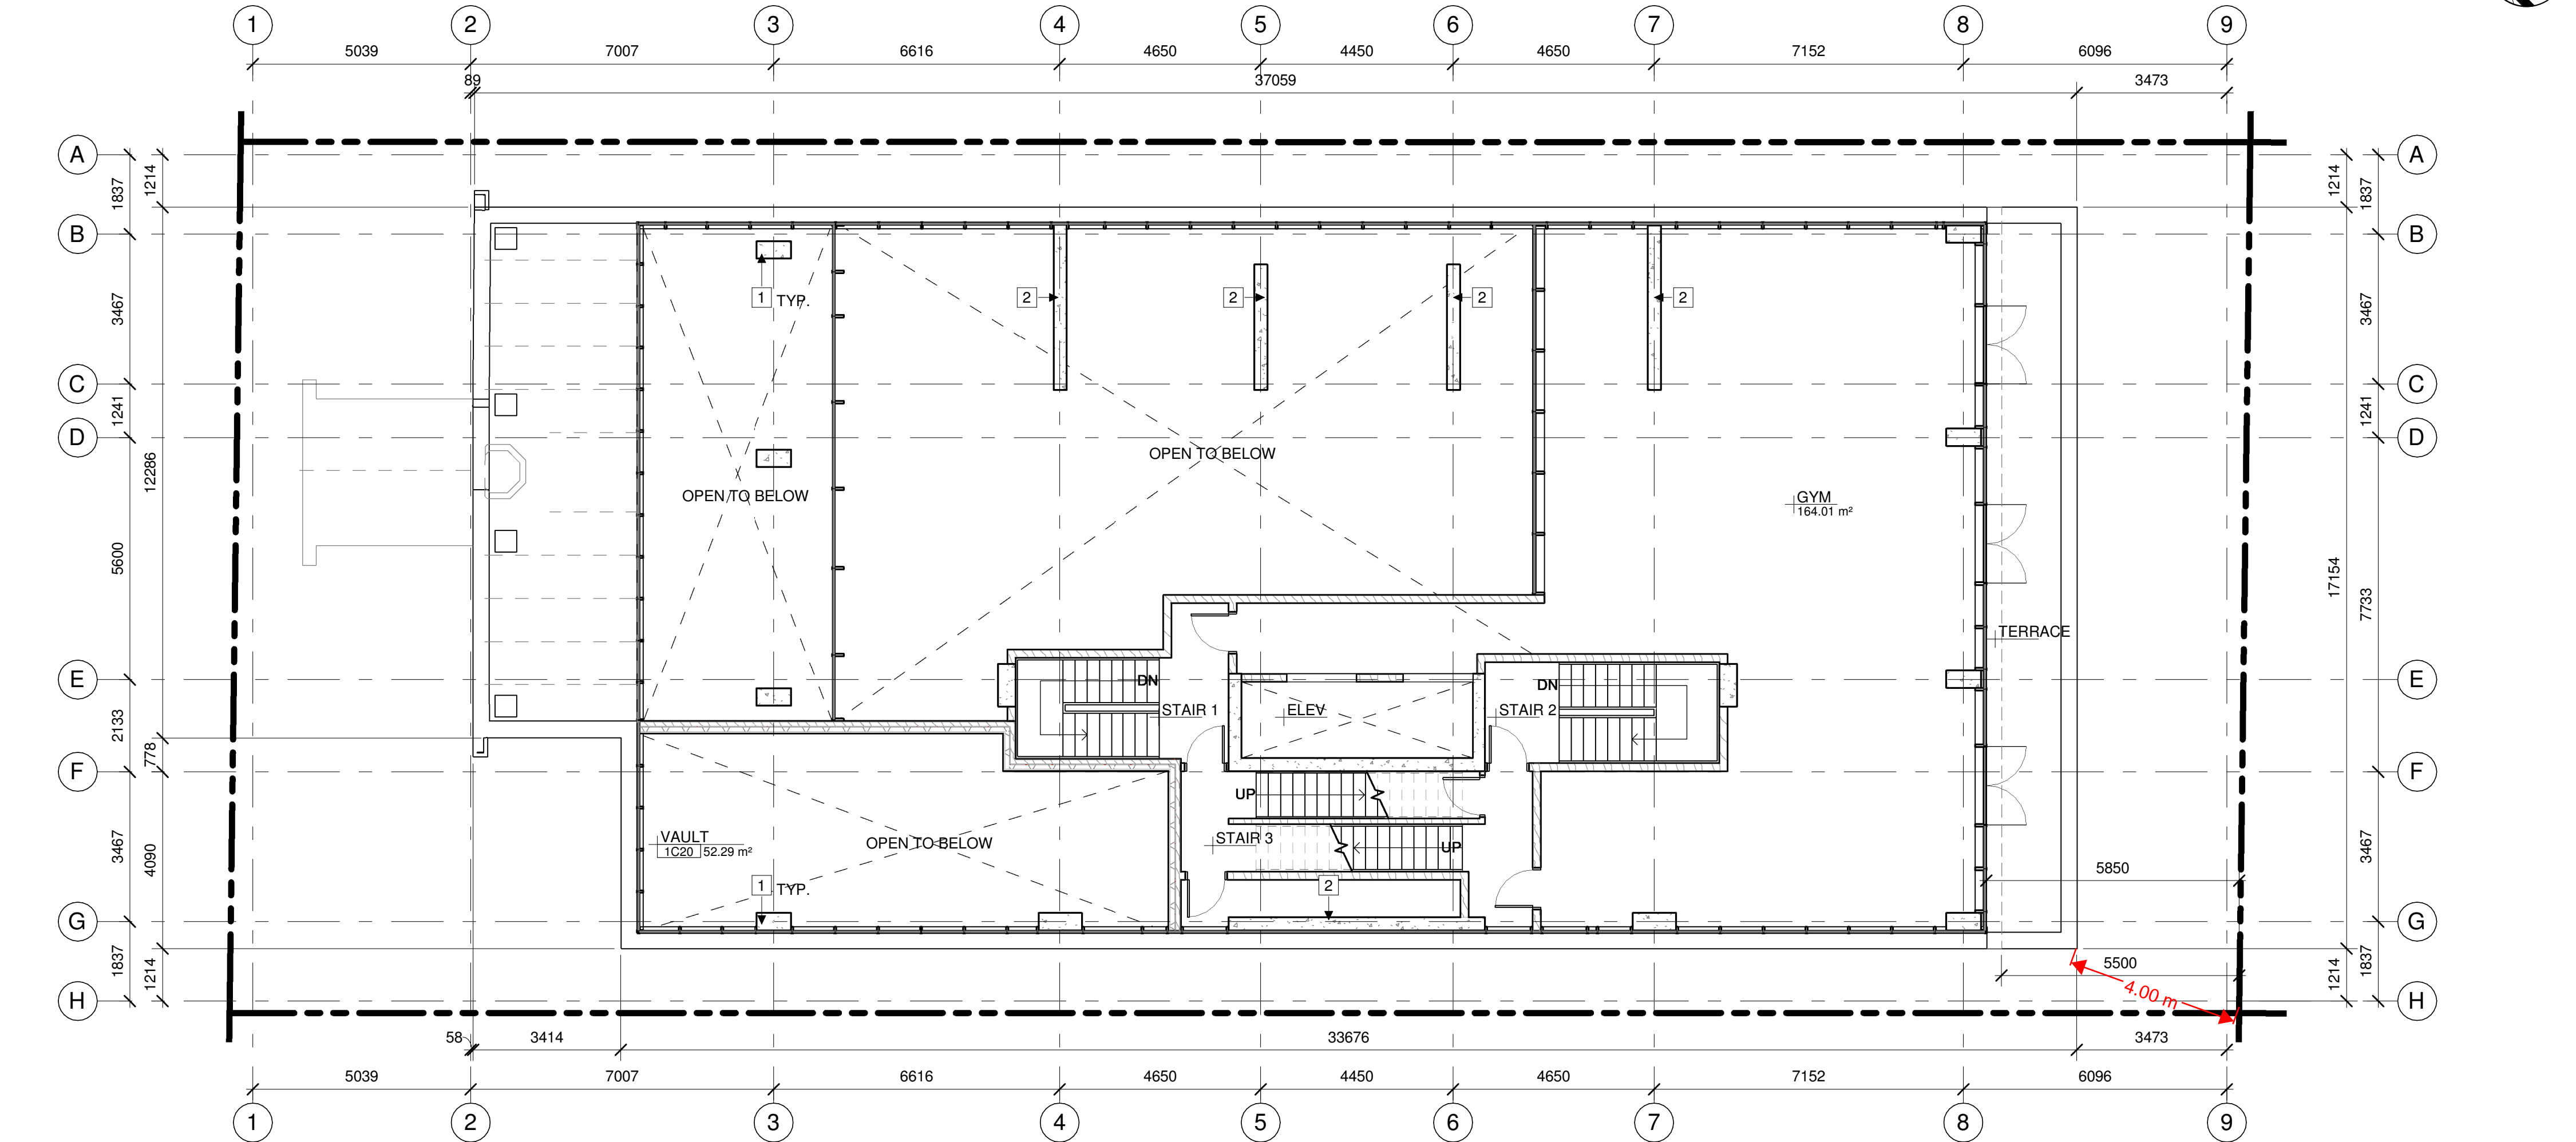 1 2 3 4 5 6 7 8 9
5039 7007 6616 4650 4450 4650 7152 6096
89 37059 3473
A A
1837 1214 1214 1837
B B
3467 1 TYP. 2 2 2 2 3467
C C
1241 1241
D D
OPEN TO BELOW
12286
OPEN TO BELOW
GYM
164.01 m²
5600 17154 7733
TERRACE
E DN DN E
STAIR 1 ELEV STAIR 2
2133
778
F F
UP
VAULT STAIR 3 UP
1C20 52.29 m² OPEN TO BELOW
3467 4090 3467
5850
1 TYP. 2
G G
1837 1214 5500 1214 1837
4.00 m
H H
58 3414 33676 3473
5039 7007 6616 4650 4450 4650 7152 6096
1 2 3 4 5 6 7 8 9